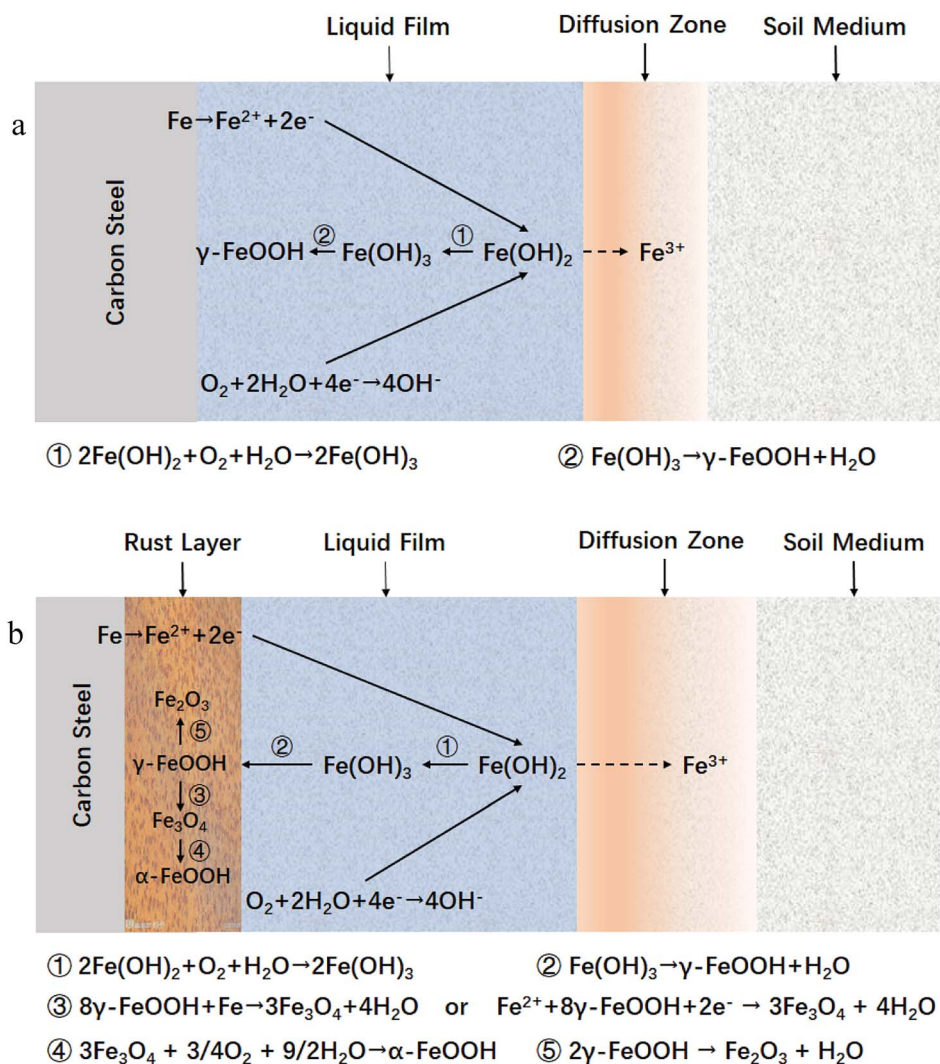 Liquid Film Diffusion Zone Soil Medium
a
Fe→Fe²⁺+2e⁻
Carbon Steel
γ-FeOOH ② Fe(OH)₃ ① Fe(OH)₂ Fe³⁺
O₂+2H₂O+4e⁻→4OH⁻
① 2Fe(OH)₂+O₂+H₂O→2Fe(OH)₃ ② Fe(OH)₃→γ-FeOOH+H₂O
Rust Layer Liquid Film Diffusion Zone Soil Medium
b
Fe→Fe²⁺+2e⁻
Carbon Steel
Fe₂O₃
⑤
γ-FeOOH ② Fe(OH)₃ ① Fe(OH)₂ Fe³⁺
③
Fe₃O₄
④
α-FeOOH
O₂+2H₂O+4e⁻→4OH⁻
① 2Fe(OH)₂+O₂+H₂O→2Fe(OH)₃ ② Fe(OH)₃→γ-FeOOH+H₂O
③ 8γ-FeOOH+Fe→3Fe₃O₄+4H₂O or Fe²⁺+8γ-FeOOH+2e⁻ → 3Fe₃O₄ + 4H₂O
④ 3Fe₃O₄ + 3/4O₂ + 9/2H₂O→α-FeOOH ⑤ 2γ-FeOOH → Fe₂O₃ + H₂O